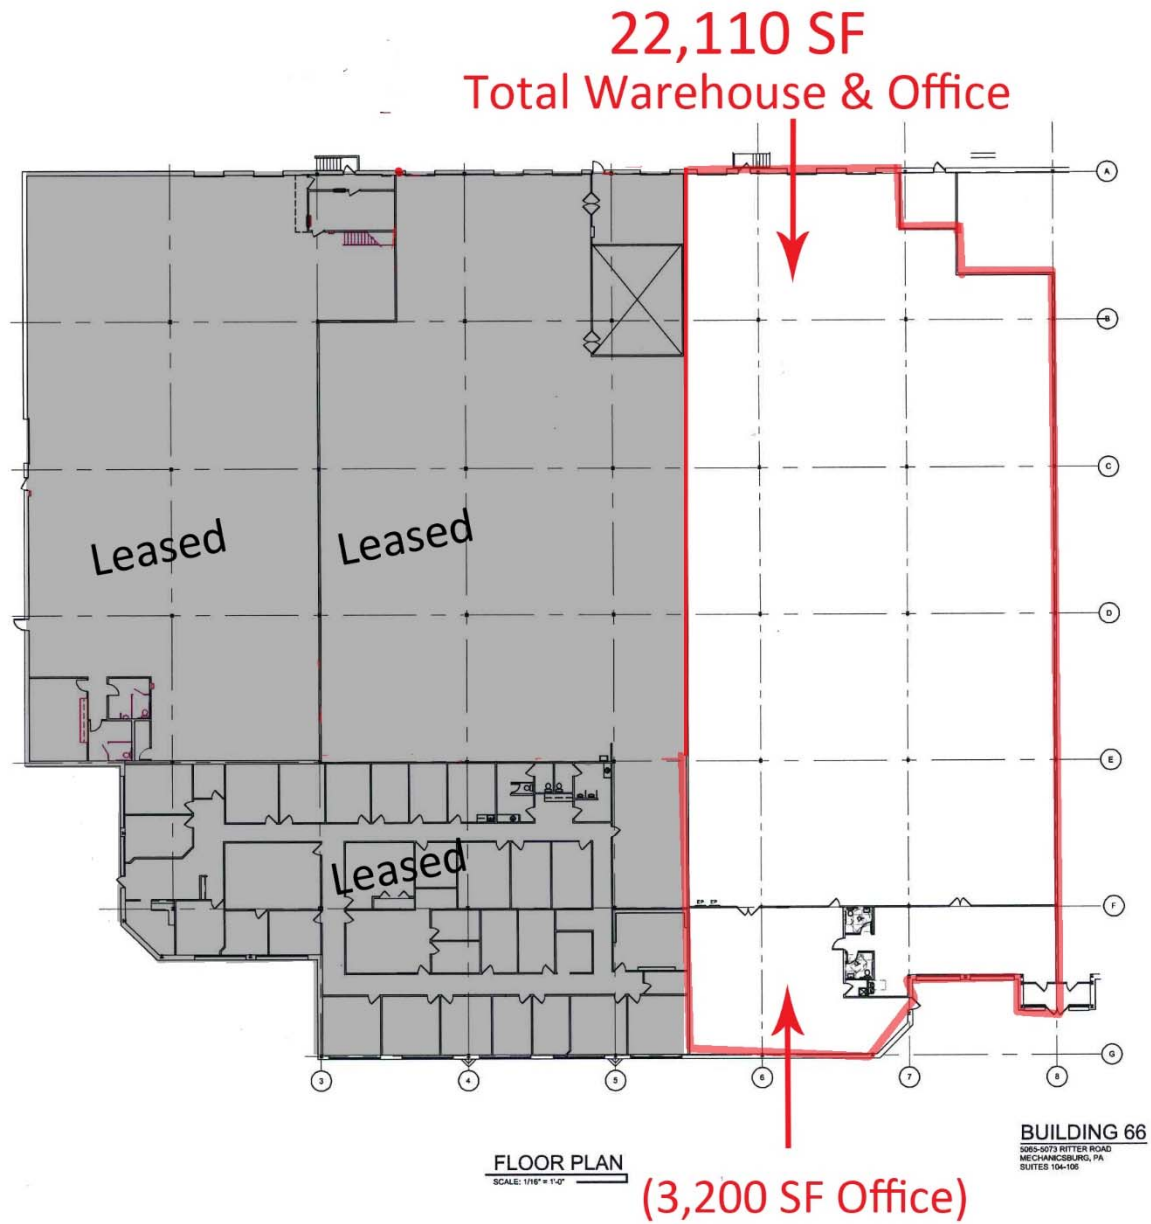 22,110 SF
Total Warehouse & Office
A
B
C
D
E
F
G
Leased
Leased
Leased
3
4
5
6
7
8
FLOOR PLAN
SCALE: 1/16" = 1'-0"
BUILDING 66
5065-5073 RITTER ROAD
MECHANICSBURG, PA
SUITES 104-106
(3,200 SF Office)